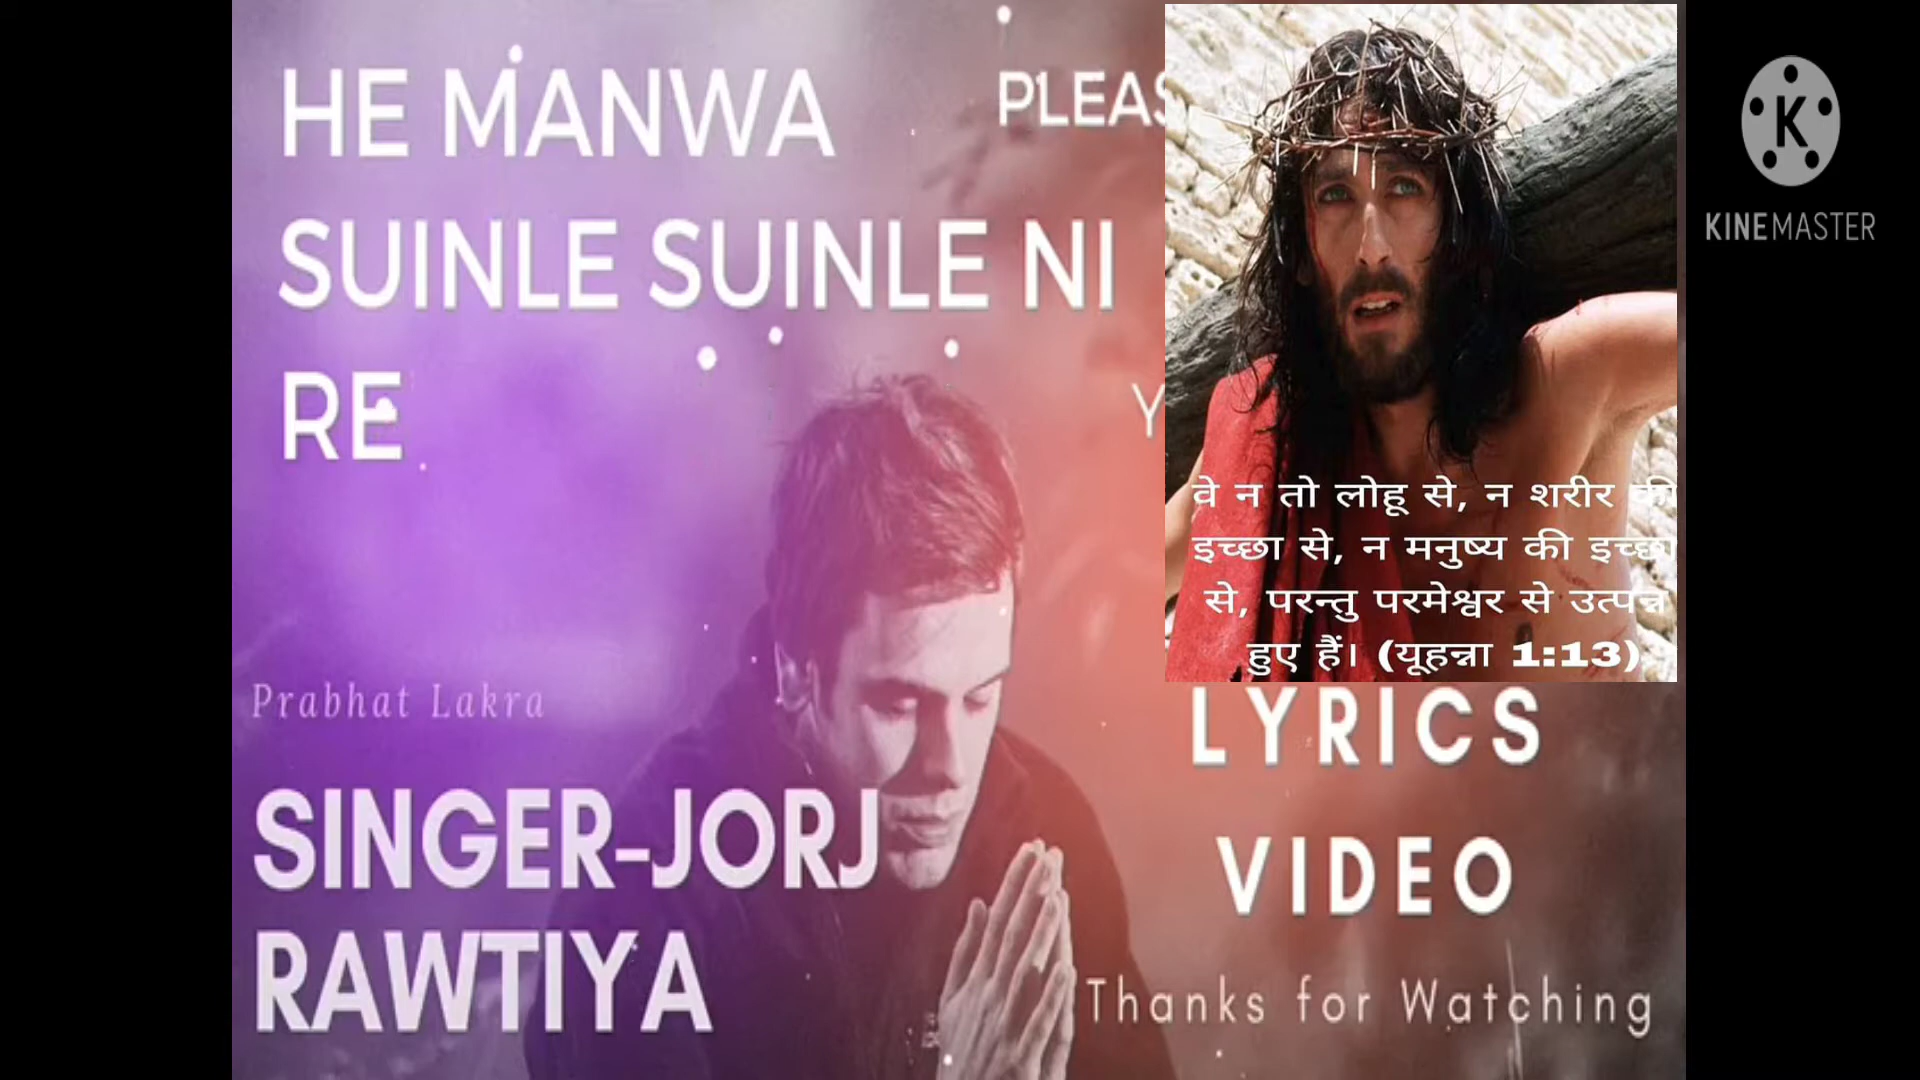 HE MANWA
SUINLE SUINLE NI
RE
Prabhat Lakra
SINGER-JORJ
RAWTIYA
वे न तो लोहू से, न शरीर की
इच्छा से, न मनुष्य की इच्छा
से, परन्तु परमेश्वर से उत्पन्न
हुए हैं। (यूहन्ना 1:13)
LYRICS
VIDEO
Thanks for Watching
K
KINEMASTER